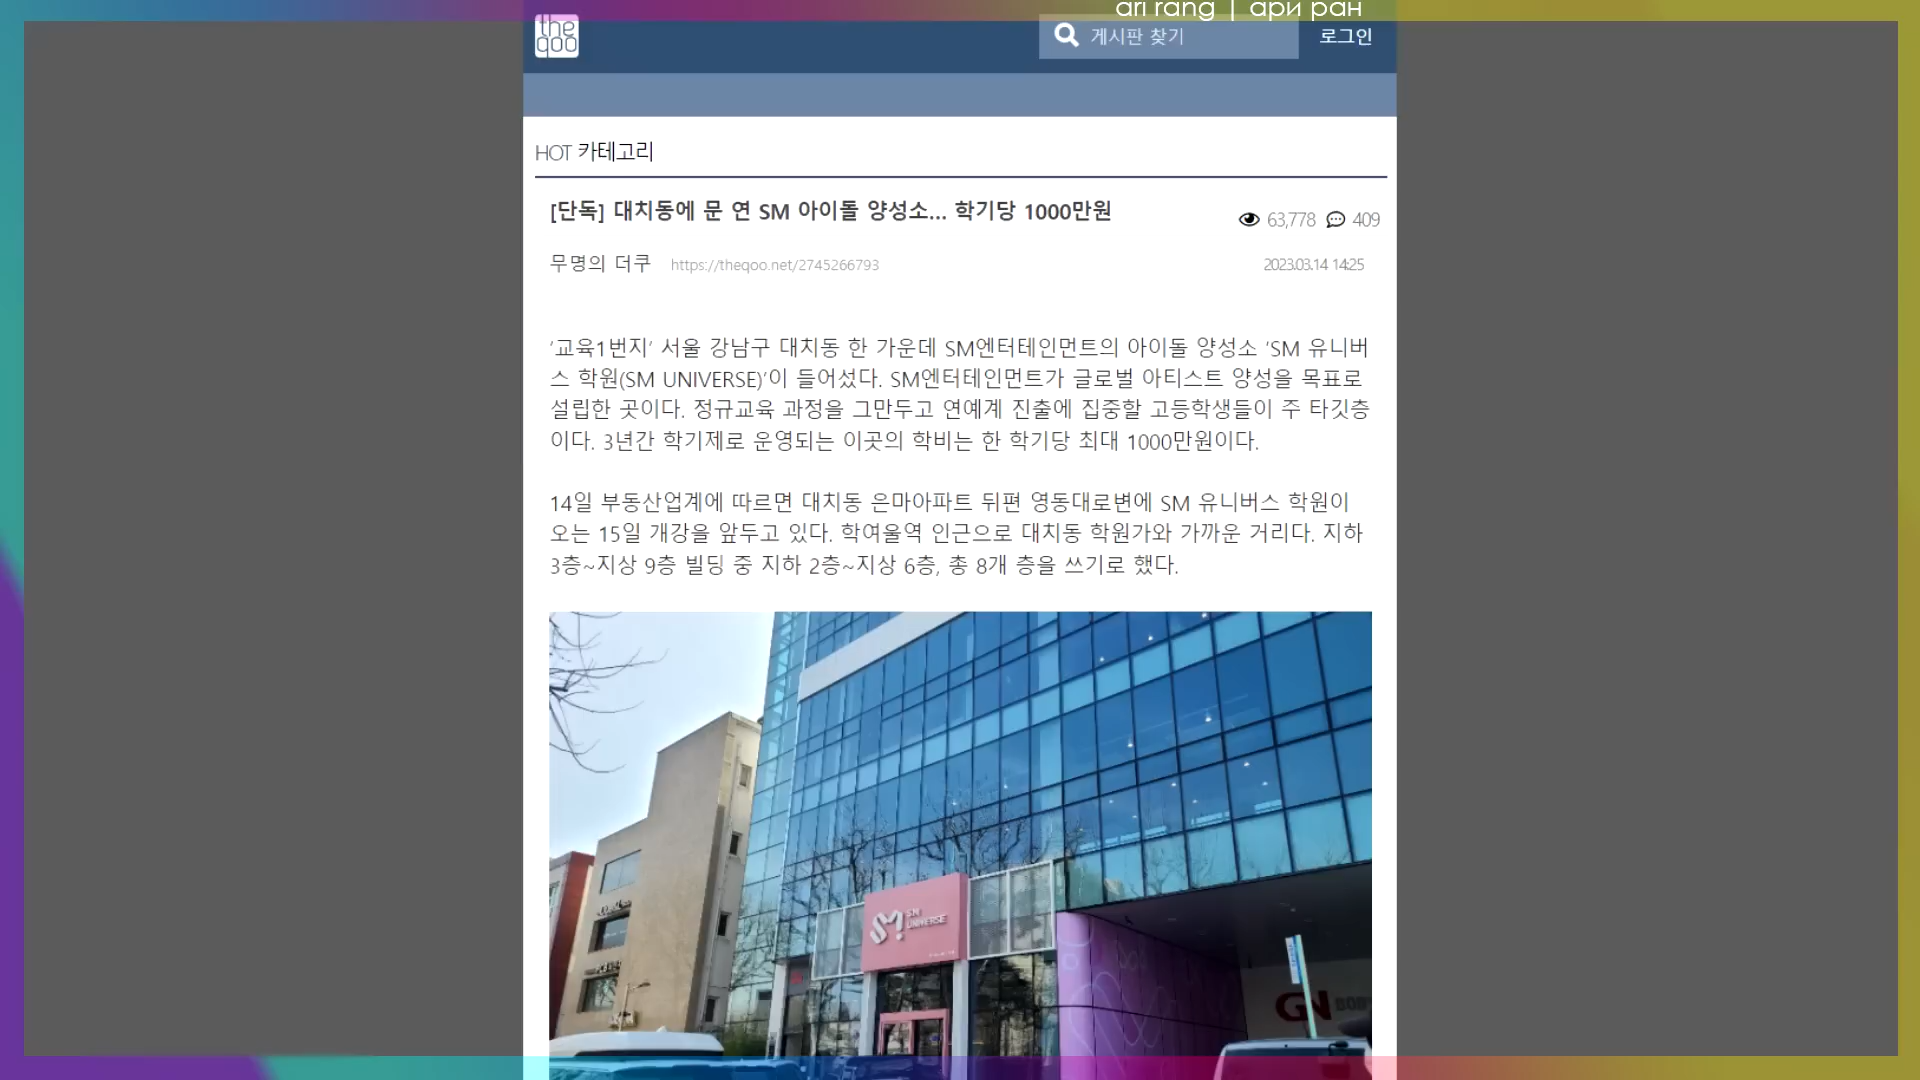 ari rang | ари ран
the
qoo
게시판 찾기
로그인
HOT 카테고리
[단독] 대치동에 문 연 SM 아이돌 양성소... 학기당 1000만원
63,778
409
무명의 더쿠
https://theqoo.net/2745266793
2023.03.14 14:25
‘교육1번지’ 서울 강남구 대치동 한 가운데 SM엔터테인먼트의 아이돌 양성소 ‘SM 유니버
스 학원(SM UNIVERSE)’이 들어섰다. SM엔터테인먼트가 글로벌 아티스트 양성을 목표로
설립한 곳이다. 정규교육 과정을 그만두고 연예계 진출에 집중할 고등학생들이 주 타깃층
이다. 3년간 학기제로 운영되는 이곳의 학비는 한 학기당 최대 1000만원이다.
14일 부동산업계에 따르면 대치동 은마아파트 뒤편 영동대로변에 SM 유니버스 학원이
오는 15일 개강을 앞두고 있다. 학여울역 인근으로 대치동 학원가와 가까운 거리다. 지하
3층~지상 9층 빌딩 중 지하 2층~지상 6층, 총 8개 층을 쓰기로 했다.
SM
UNIVERSE
GN